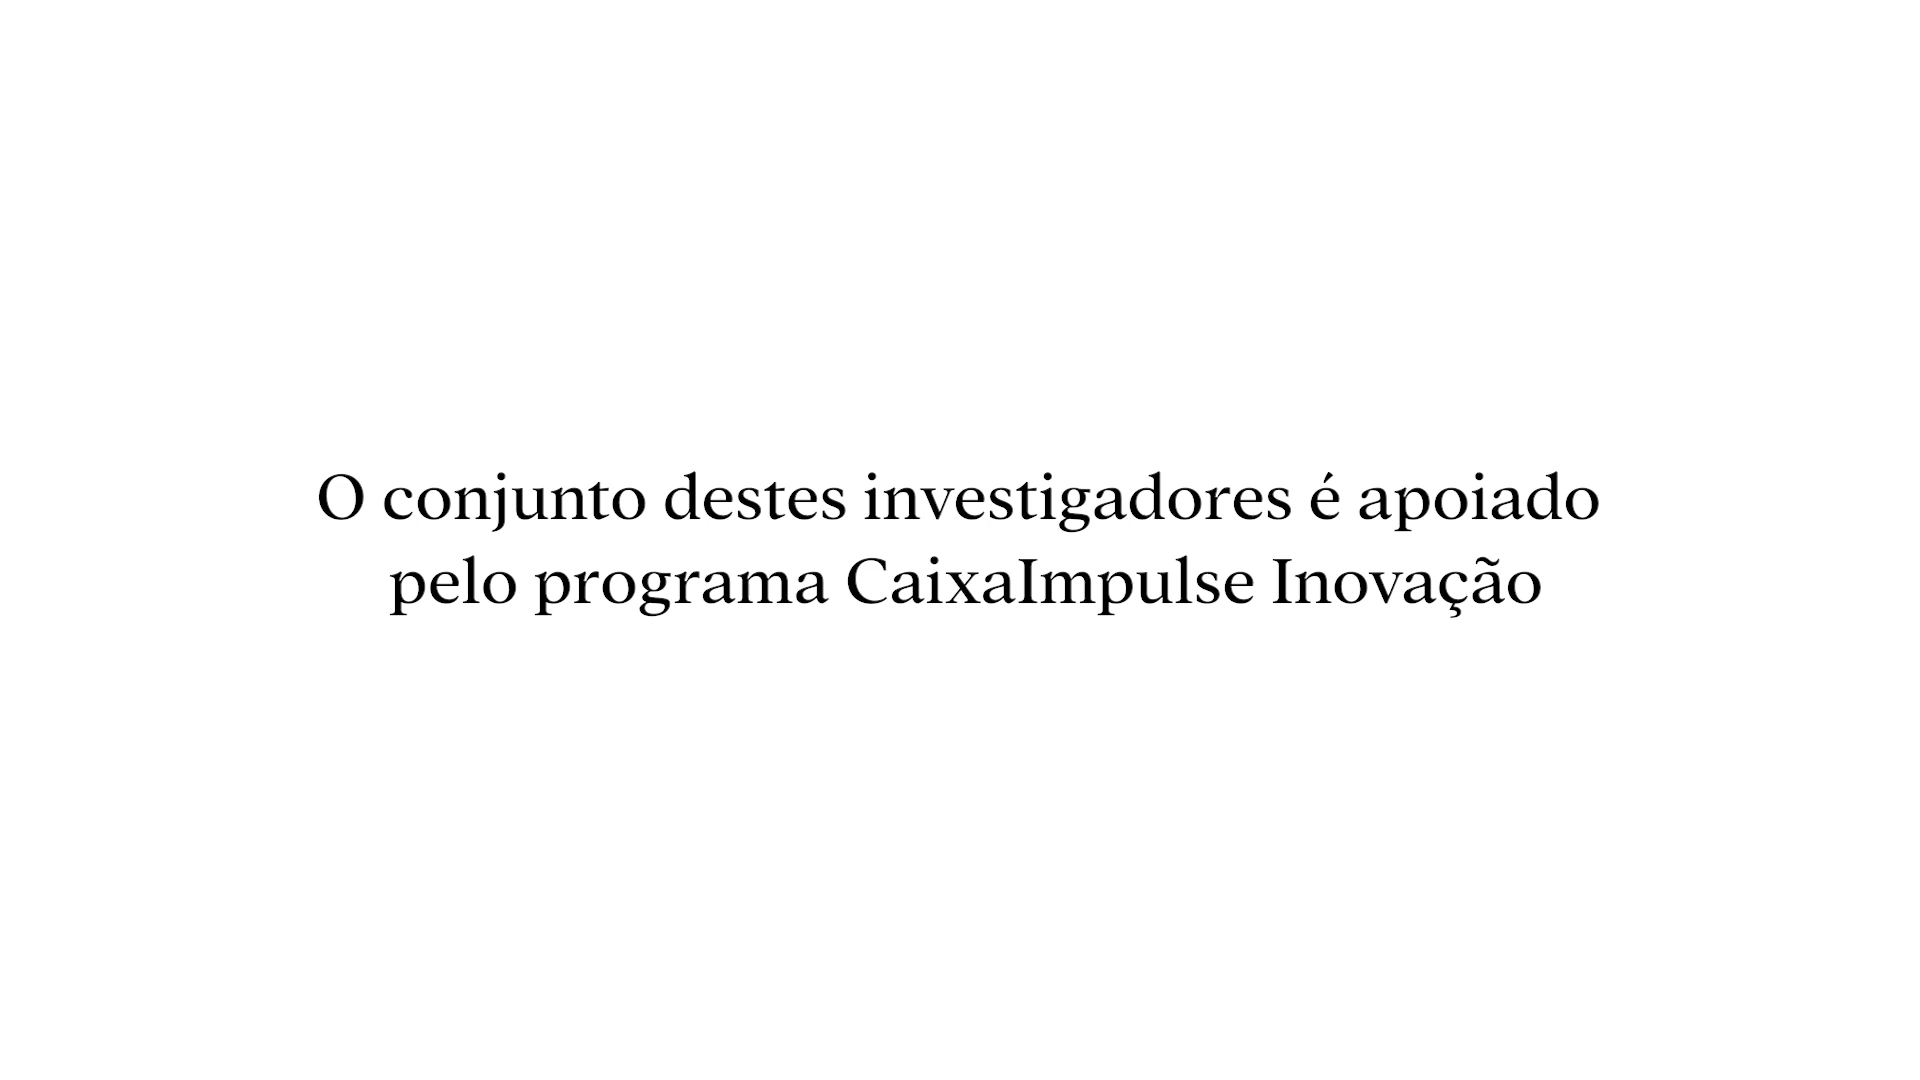 O conjunto destes investigadores é apoiado
pelo programa CaixaImpulse Inovação